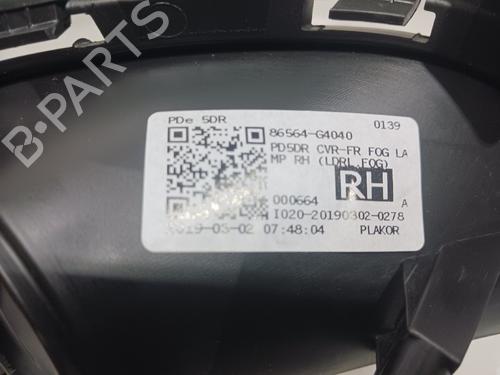 B-PARTS
PDe 5DR
86564-G4040
0139
PD5DR CVR-FR FOG LA
MP RH (LDRL,FOG)
RH
000664
A
I020-20190302-0278
2019-03-02 07:48:04
PLAKOR